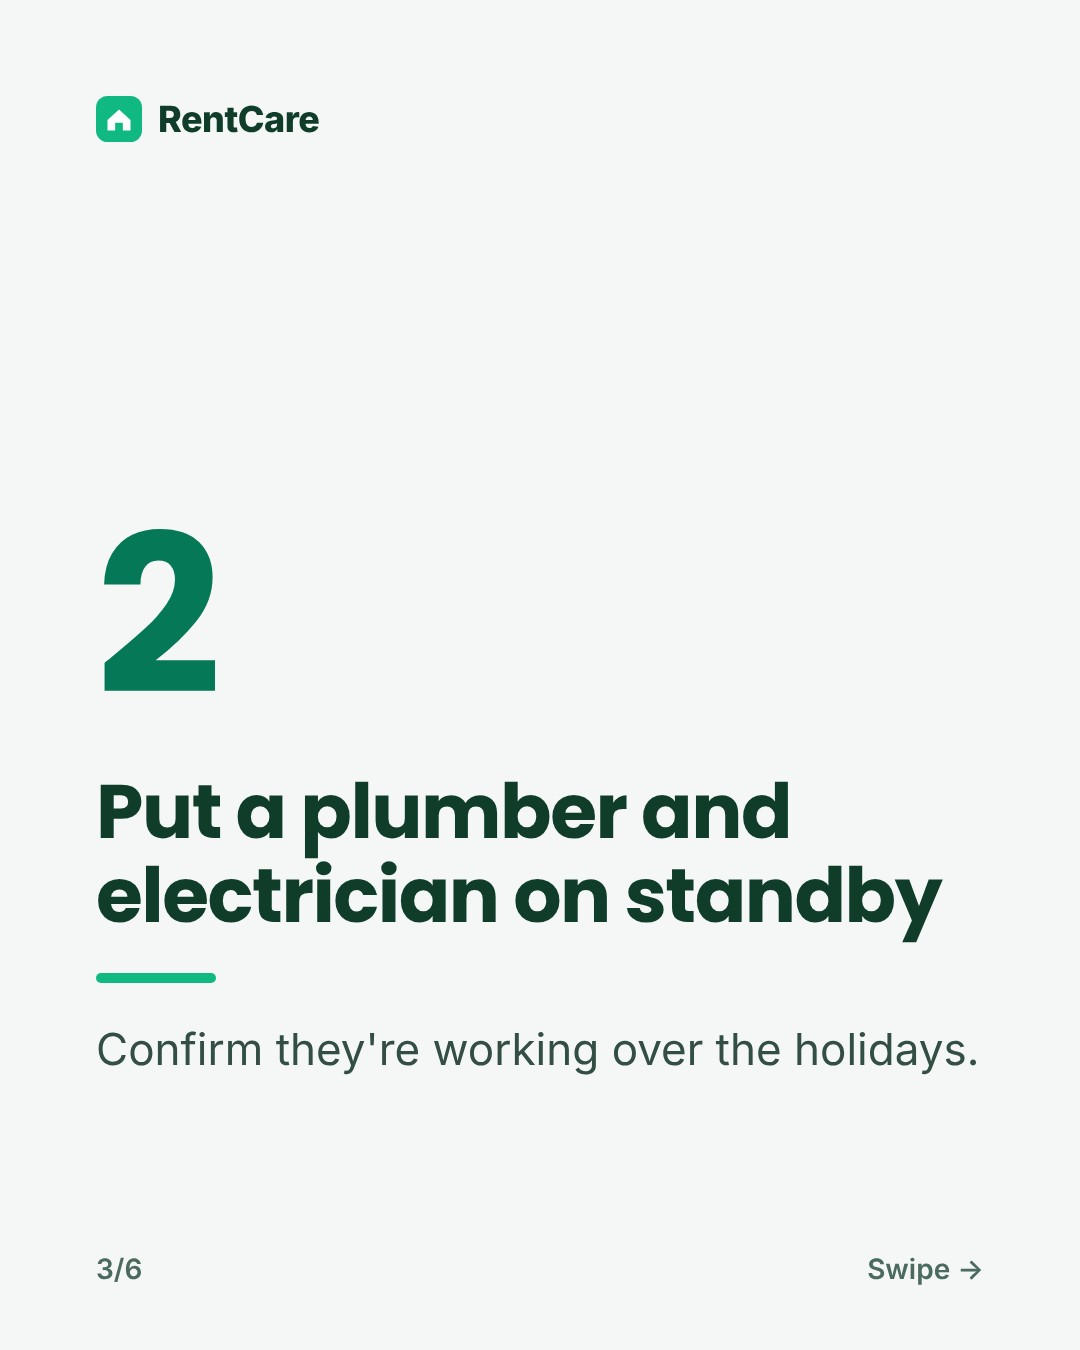 RentCare
2
Put a plumber and
electrician on standby
Confirm they're working over the holidays.
3/6
Swipe →